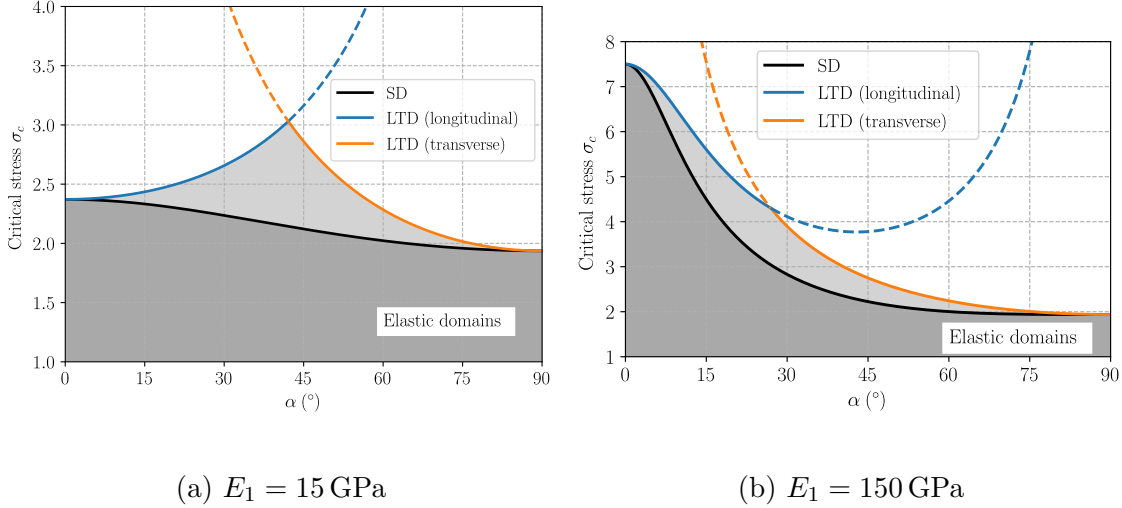 4.0
3.5
3.0
2.5
2.0
1.5
1.0
Critical stress σ_c
SD
LTD (longitudinal)
LTD (transverse)
Elastic domains
0 15 30 45 60 75 90
α (°)
(a) E₁ = 15 GPa
8
7
6
5
4
3
2
1
Critical stress σ_c
SD
LTD (longitudinal)
LTD (transverse)
Elastic domains
0 15 30 45 60 75 90
α (°)
(b) E₁ = 150 GPa